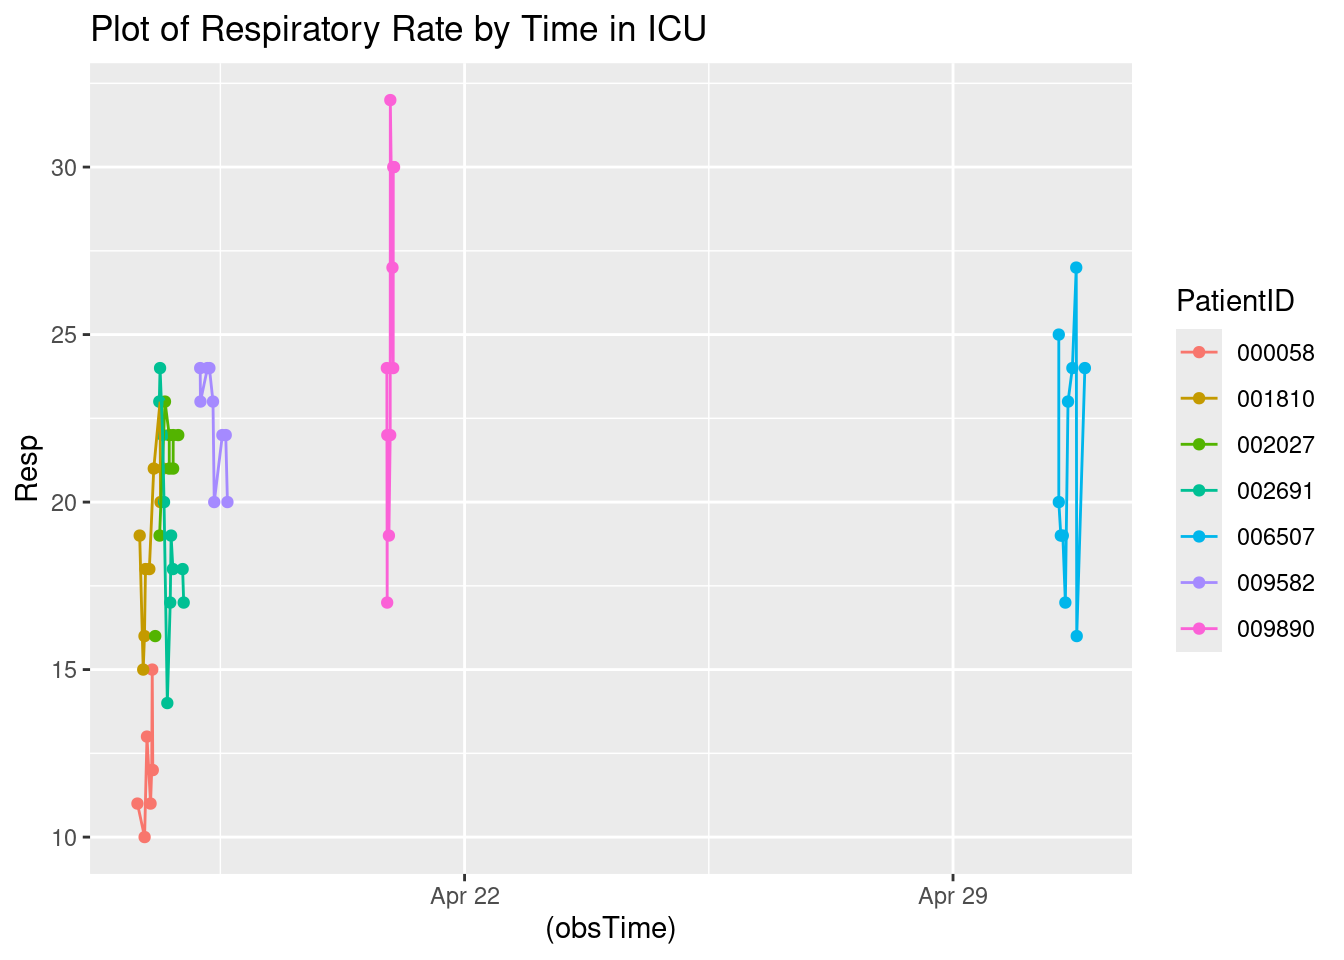 Plot of Respiratory Rate by Time in ICU
30
25
20
15
10
Resp
Apr 22
Apr 29
(obsTime)
PatientID
000058
001810
002027
002691
006507
009582
009890